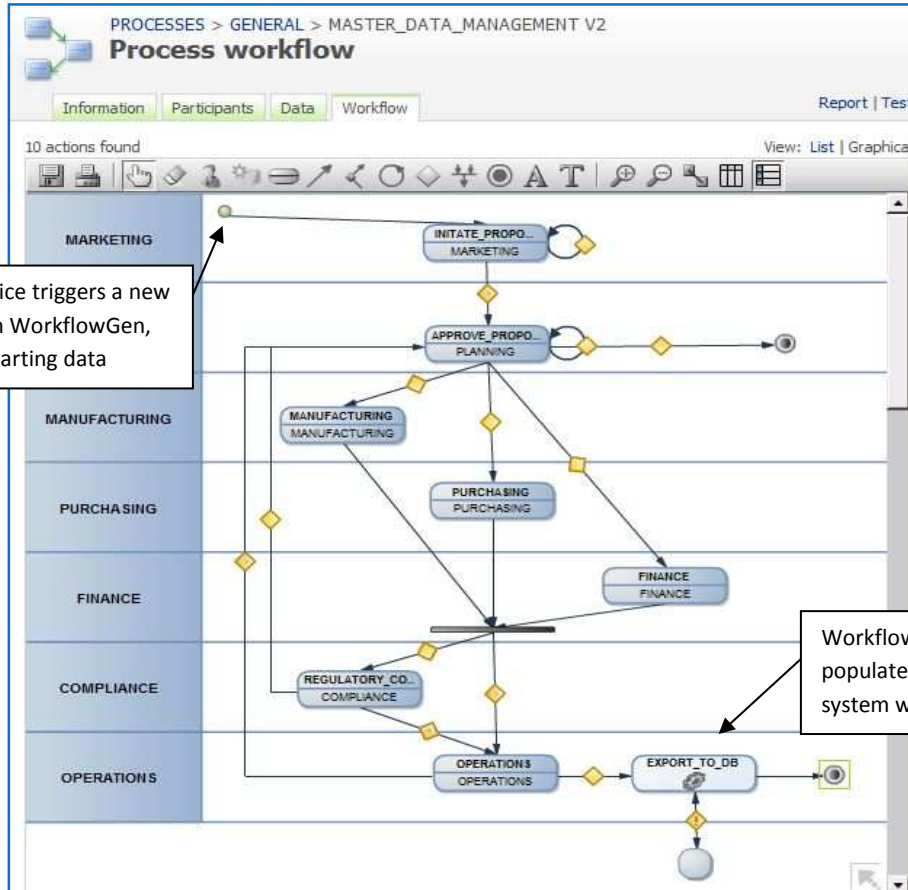 PROCESSES > GENERAL > MASTER_DATA_MANAGEMENT V2
Process workflow
Information
Participants
Data
Workflow
Report | Tes
10 actions found
View: List | Graphica
MARKETING
INITATE_PROPO...
MARKETING
ice triggers a new
n WorkflowGen,
arting data
APPROVE_PROPO...
PLANNING
MANUFACTURING
MANUFACTURING
MANUFACTURING
PURCHASING
PURCHASING
PURCHASING
FINANCE
FINANCE
FINANCE
Workflow
populate
system w
COMPLIANCE
REGULATORY_CO...
COMPLIANCE
OPERATIONS
OPERATIONS
OPERATIONS
EXPORT_TO_DB